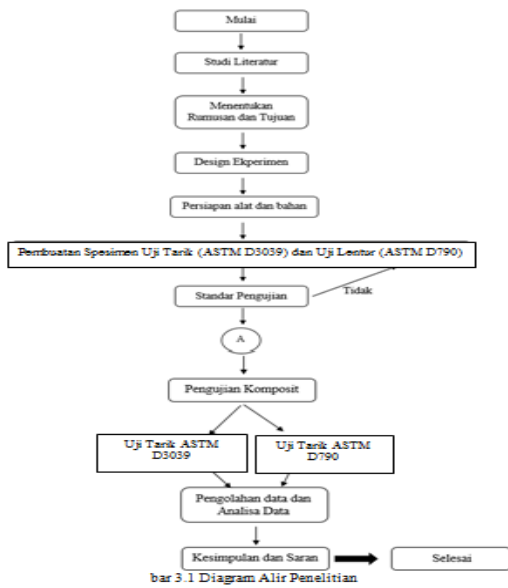 Mulai
Studi Literatur
Menentukan
Rumusan dan Tujuan
Design Ekperimen
Persiapan alat dan bahan
Pembuatan Spesimen Uji Tarik (ASTM D3039) dan Uji Lentur (ASTM D790)
Standar Pengujian
Tidak
A
Pengujian Komposit
Uji Tarik ASTM
D3039
Uji Tarik ASTM
D790
Pengolahan data dan
Analisa Data
Kesimpulan dan Saran
Selesai
bar 3.1 Diagram Alir Penelitian